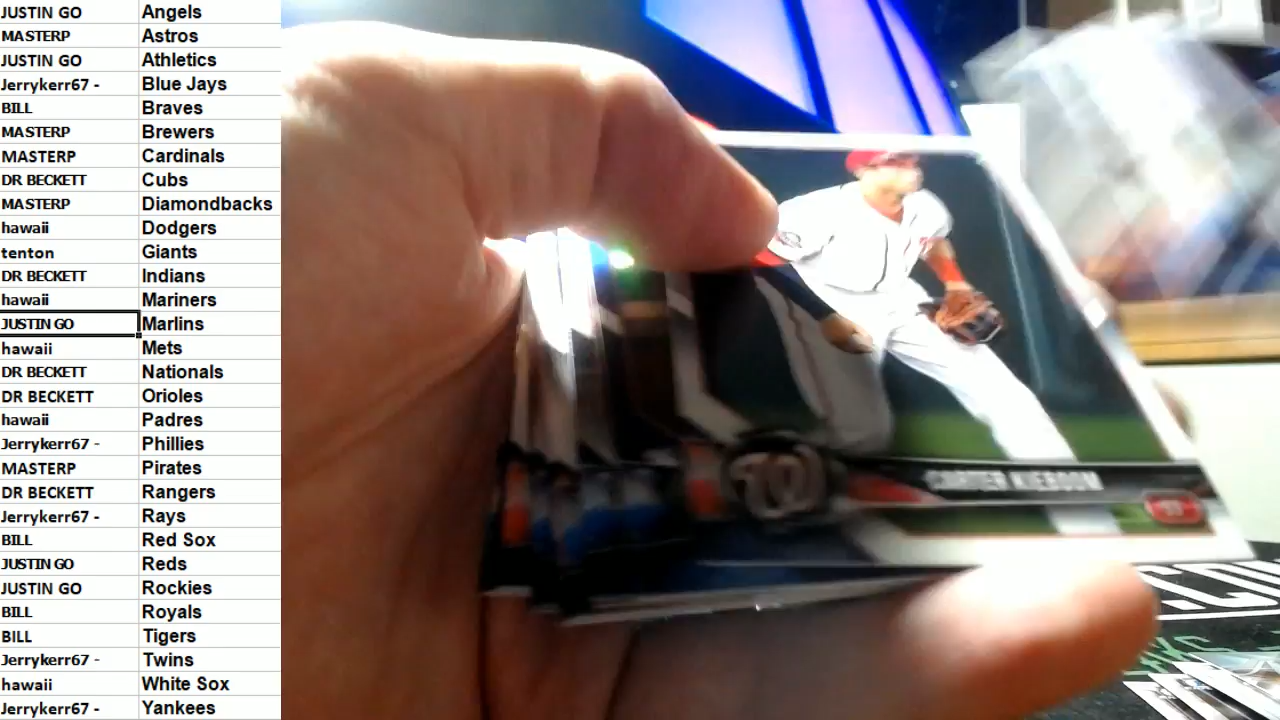 JUSTIN GO Angels
MASTERP Astros
JUSTIN GO Athletics
Jerrykerr67 - Blue Jays
BILL Braves
MASTERP Brewers
MASTERP Cardinals
DR BECKETT Cubs
MASTERP Diamondbacks
hawaii Dodgers
tenton Giants
DR BECKETT Indians
hawaii Mariners
JUSTIN GO Marlins
hawaii Mets
DR BECKETT Nationals
DR BECKETT Orioles
hawaii Padres
Jerrykerr67 - Phillies
MASTERP Pirates
DR BECKETT Rangers
Jerrykerr67 - Rays
BILL Red Sox
JUSTIN GO Reds
JUSTIN GO Rockies
BILL Royals
BILL Tigers
Jerrykerr67 - Twins
hawaii White Sox
Jerrykerr67 - Yankees
CARTER KIEBOOM